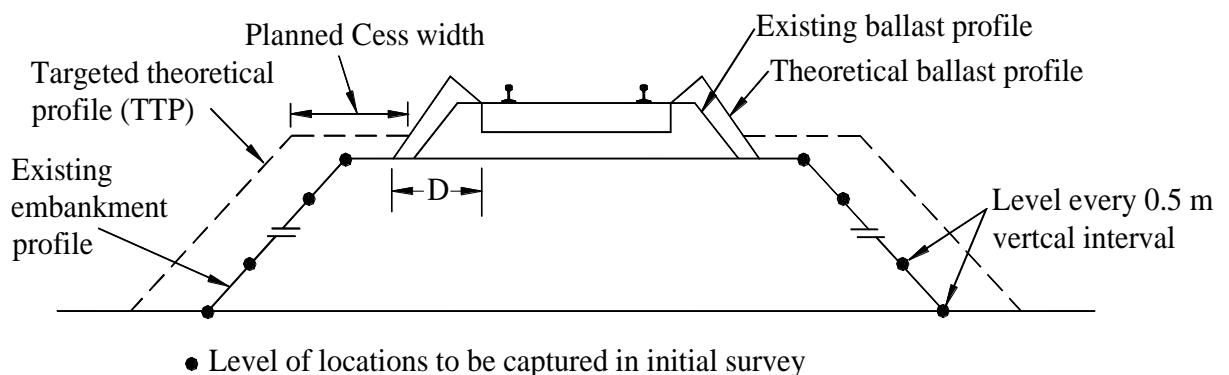 Planned Cess width
Existing ballast profile
Theoretical ballast profile
Targeted theoretical
profile (TTP)
Existing
embankment
profile
D
Level every 0.5 m
vertcal interval
Level of locations to be captured in initial survey